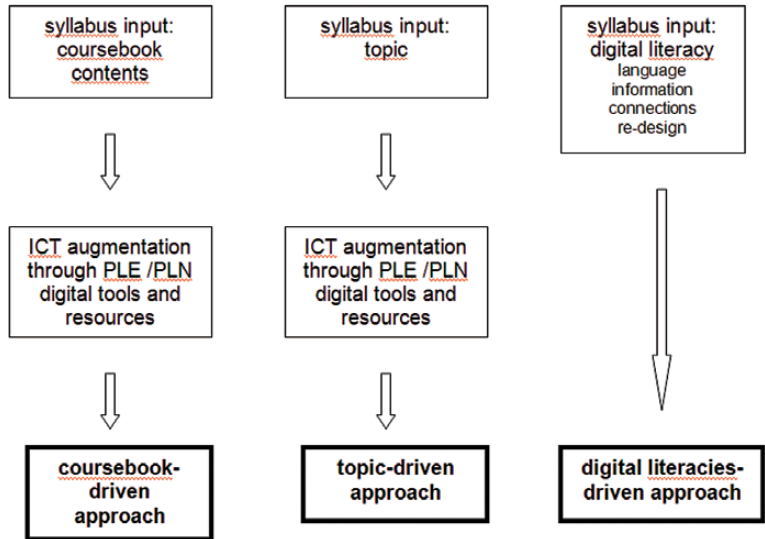 syllabus input:
coursebook
contents
syllabus input:
topic
syllabus input:
digital literacy
language
information
connections
re-design
ICT augmentation
through PLE /PLN
digital tools and
resources
ICT augmentation
through PLE /PLN
digital tools and
resources
coursebook-
driven
approach
topic-driven
approach
digital literacies-
driven approach